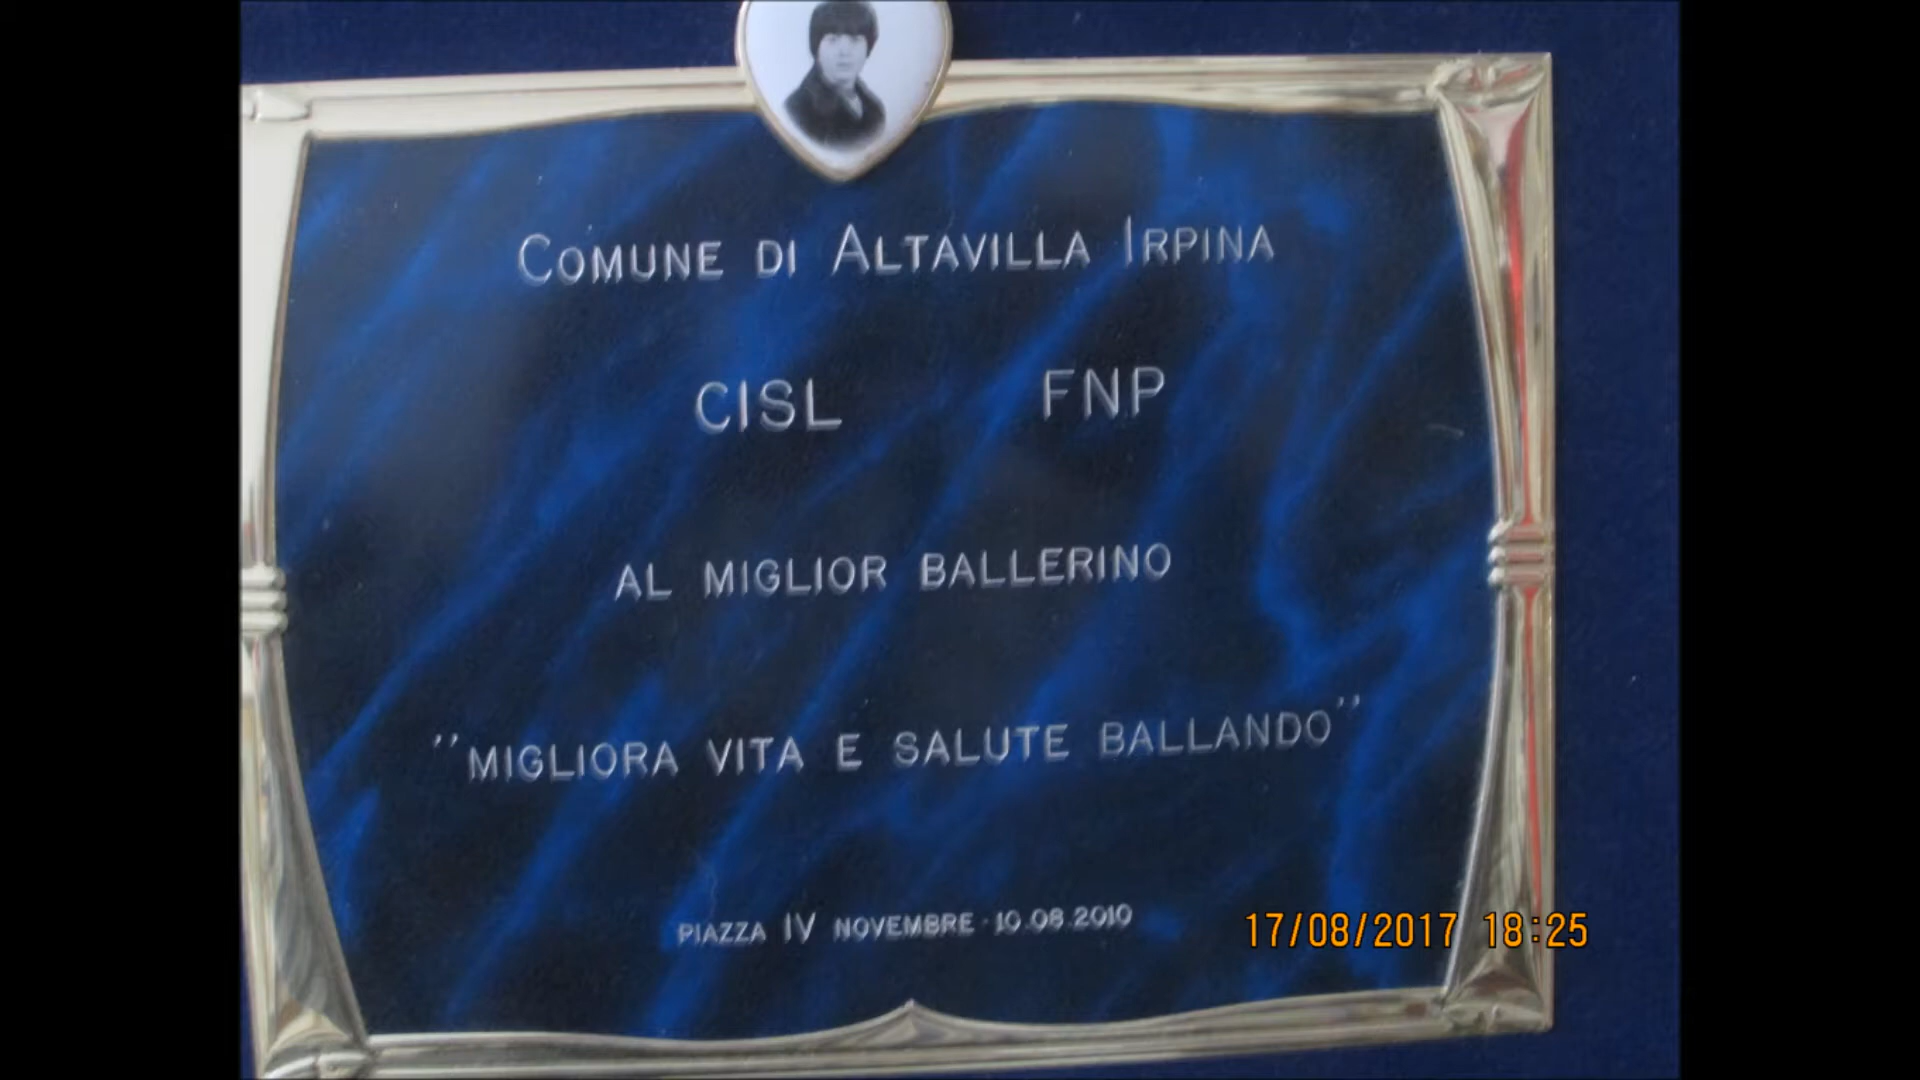 COMUNE DI ALTAVILLA IRPINA
CISL FNP
AL MIGLIOR BALLERINO
"MIGLIORA VITA E SALUTE BALLANDO"
PIAZZA IV NOVEMBRE - 10.08.2010
17/08/2017 18:25